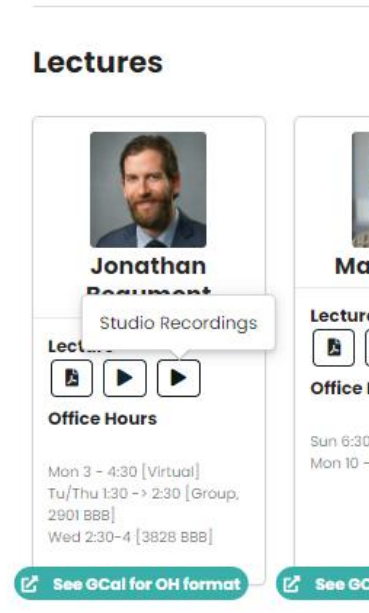 Lectures
Jonathan
Beaumont
Ma
Studio Recordings
Lecture
Lecture
Office Hours
Office
Mon 3 - 4:30 [Virtual]
Tu/Thu 1:30 -> 2:30 [Group,
2901 BBB]
Wed 2:30-4 [3828 BBB]
Sun 6:30
Mon 10 -
See GCal for OH format
See GC